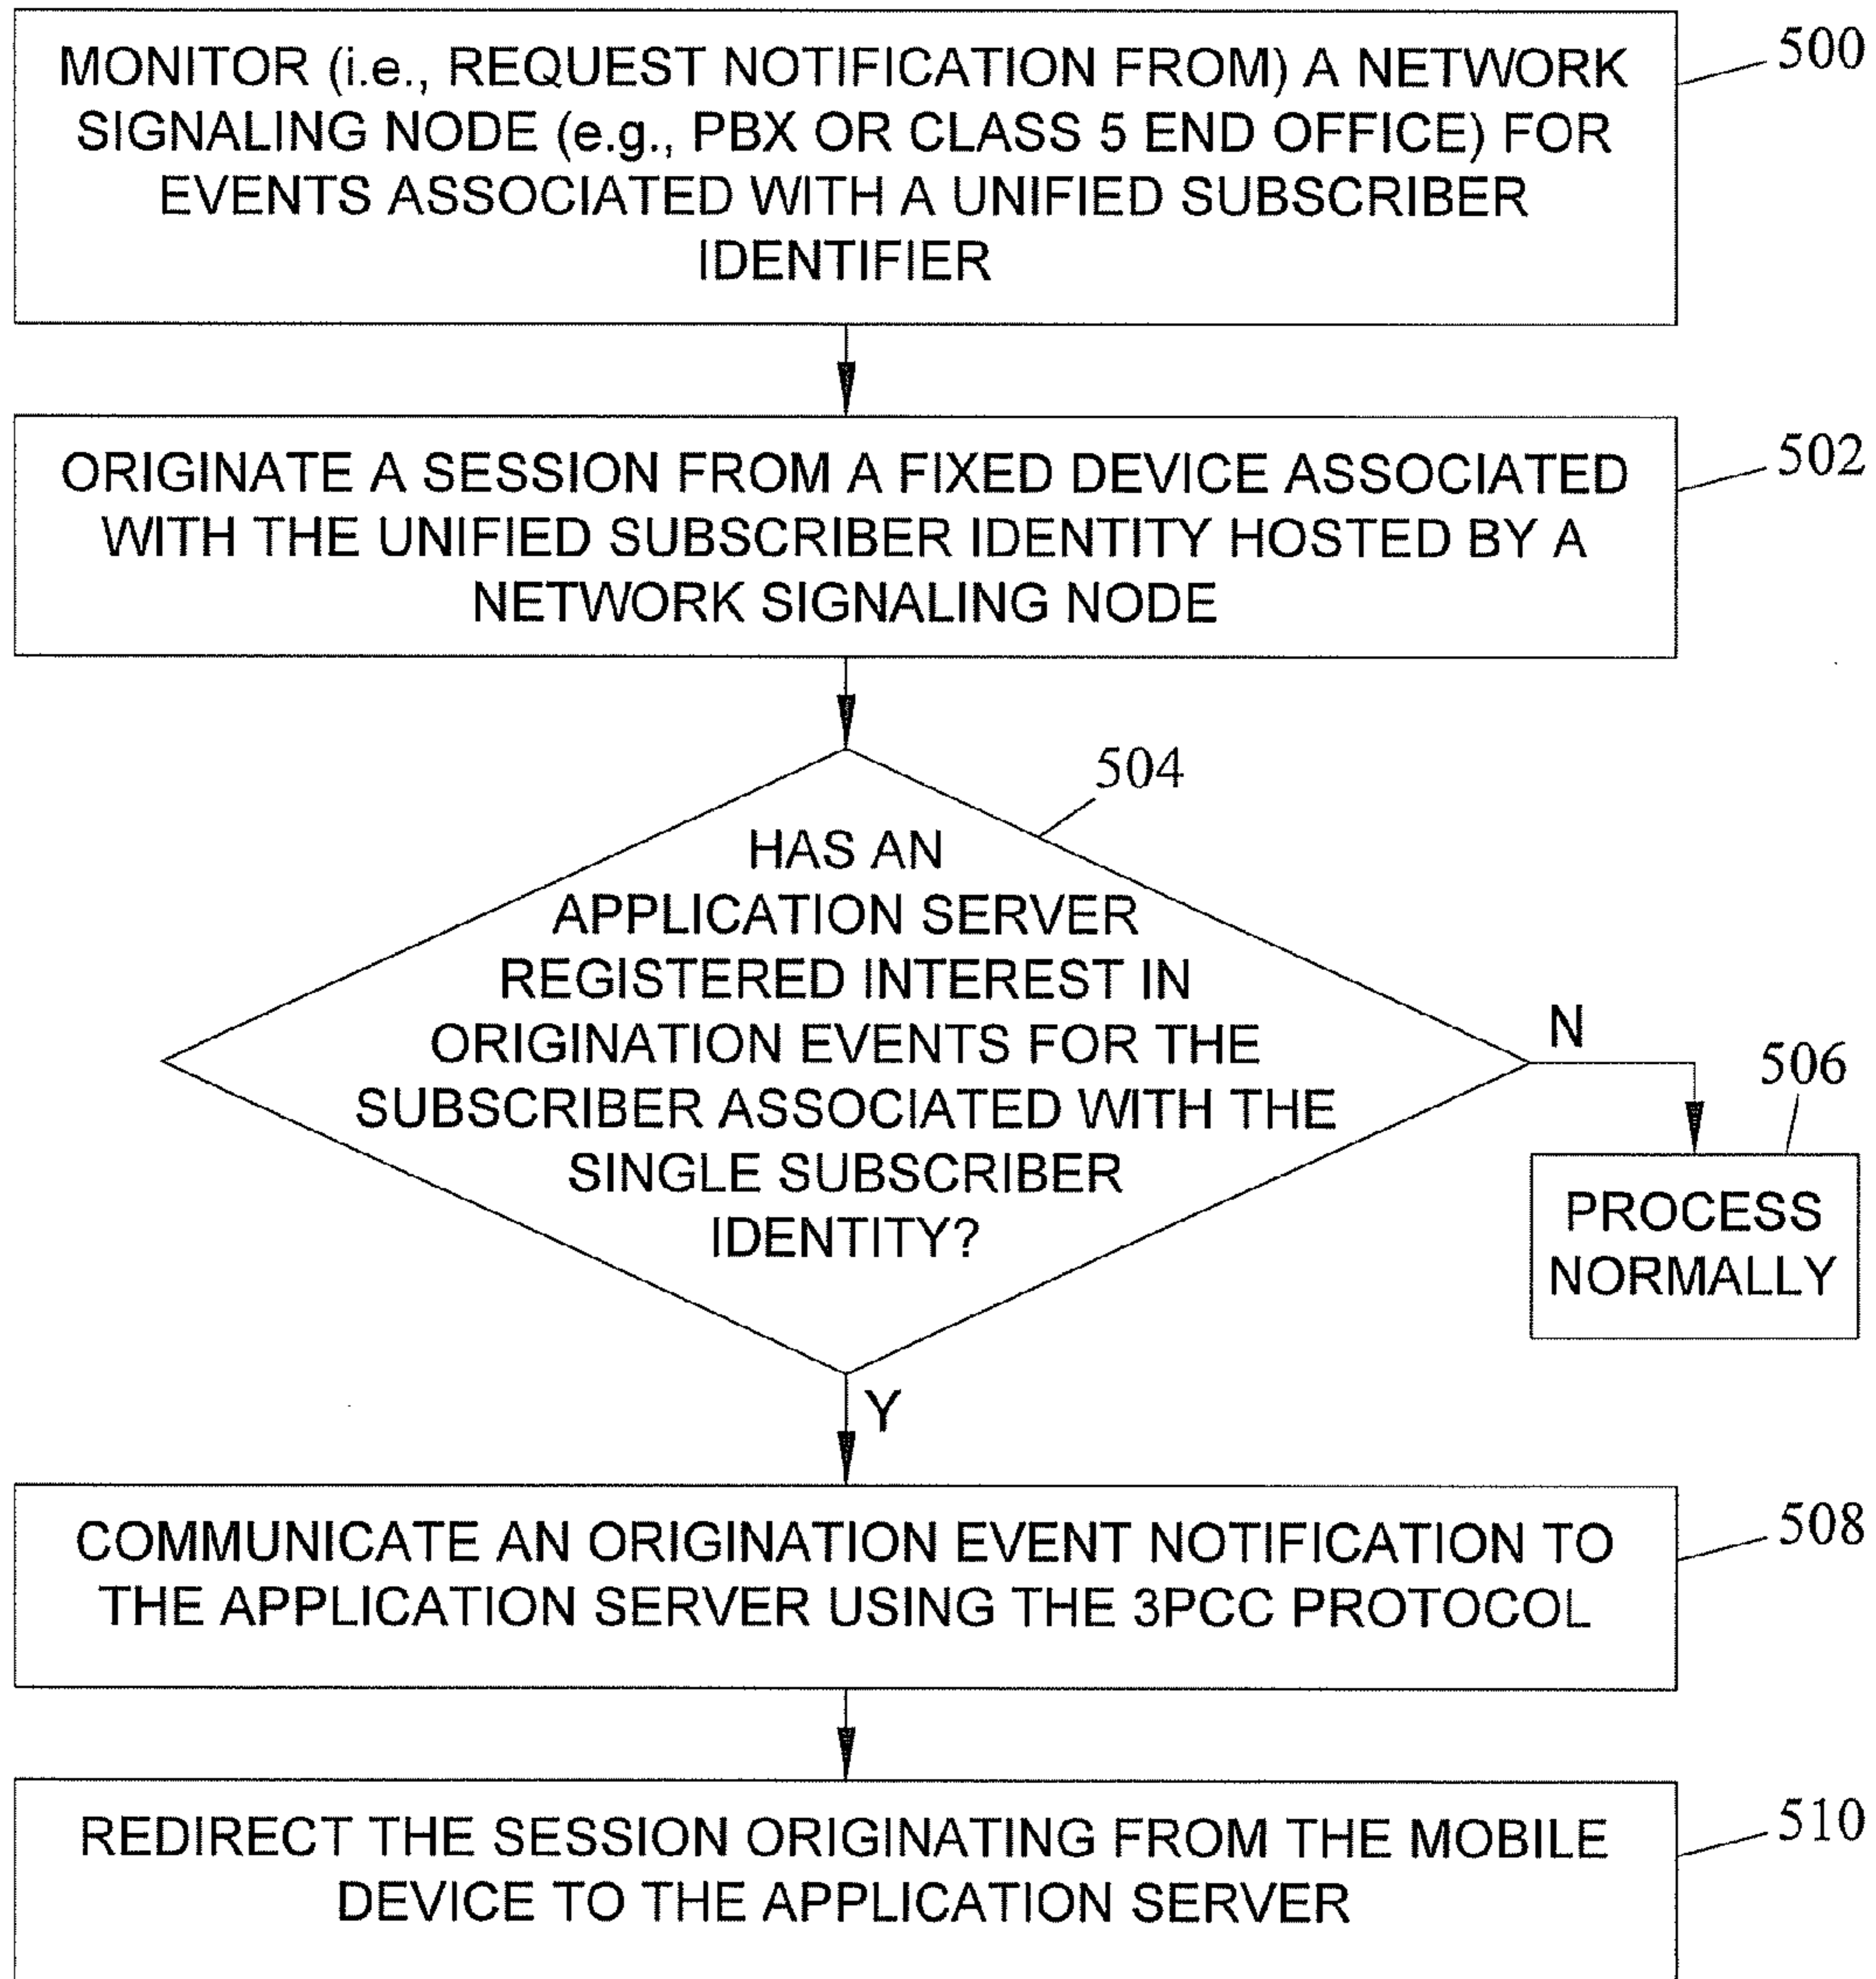 MONITOR (i.e., REQUEST NOTIFICATION FROM) A NETWORK
SIGNALING NODE (e.g., PBX OR CLASS 5 END OFFICE) FOR
EVENTS ASSOCIATED WITH A UNIFIED SUBSCRIBER
IDENTIFIER
500
ORIGINATE A SESSION FROM A FIXED DEVICE ASSOCIATED
WITH THE UNIFIED SUBSCRIBER IDENTITY HOSTED BY A
NETWORK SIGNALING NODE
502
504
HAS AN
APPLICATION SERVER
REGISTERED INTEREST IN
ORIGINATION EVENTS FOR THE
SUBSCRIBER ASSOCIATED WITH THE
SINGLE SUBSCRIBER
IDENTITY?
N
506
PROCESS
NORMALLY
Y
COMMUNICATE AN ORIGINATION EVENT NOTIFICATION TO
THE APPLICATION SERVER USING THE 3PCC PROTOCOL
508
REDIRECT THE SESSION ORIGINATING FROM THE MOBILE
DEVICE TO THE APPLICATION SERVER
510